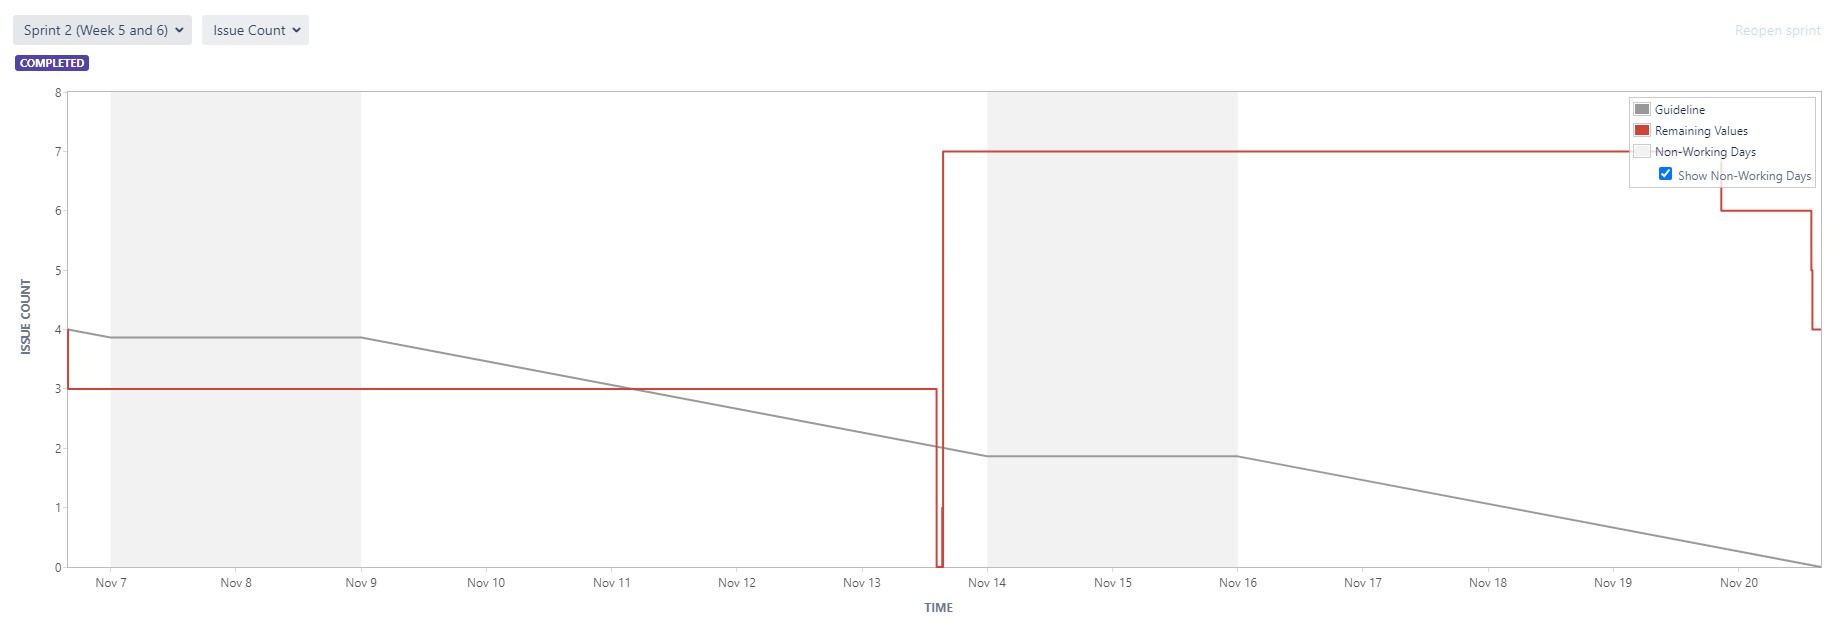 Sprint 2 (Week 5 and 6)
Issue Count
Reopen sprint
COMPLETED
Guideline
Remaining Values
Non-Working Days
Show Non-Working Days
ISSUE COUNT
8
7
6
5
4
3
2
1
0
Nov 7 Nov 8 Nov 9 Nov 10 Nov 11 Nov 12 Nov 13 Nov 14 Nov 15 Nov 16 Nov 17 Nov 18 Nov 19 Nov 20
TIME